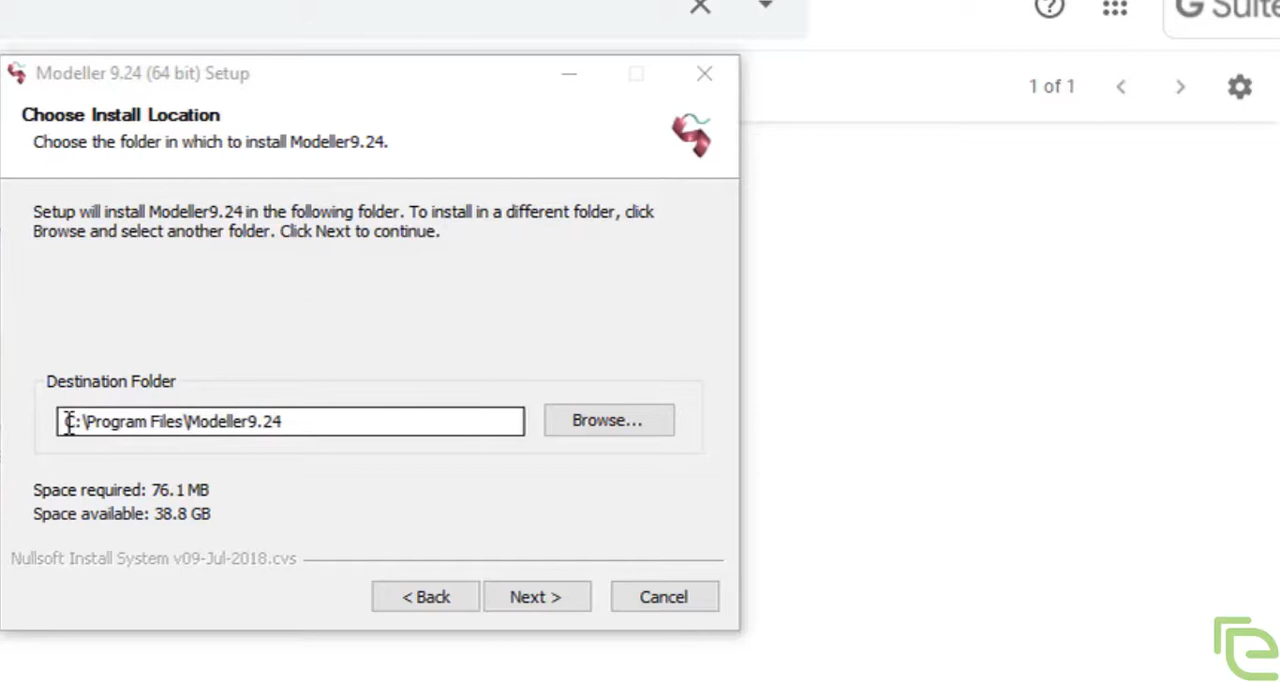 G Suite
Modeller 9.24 (64 bit) Setup
1 of 1
Choose Install Location
Choose the folder in which to install Modeller9.24.
Setup will install Modeller9.24 in the following folder. To install in a different folder, click
Browse and select another folder. Click Next to continue.
Destination Folder
C:\Program Files\Modeller9.24
Browse...
Space required: 76.1 MB
Space available: 38.8 GB
Nullsoft Install System v09-Jul-2018.cvs
< Back
Next >
Cancel